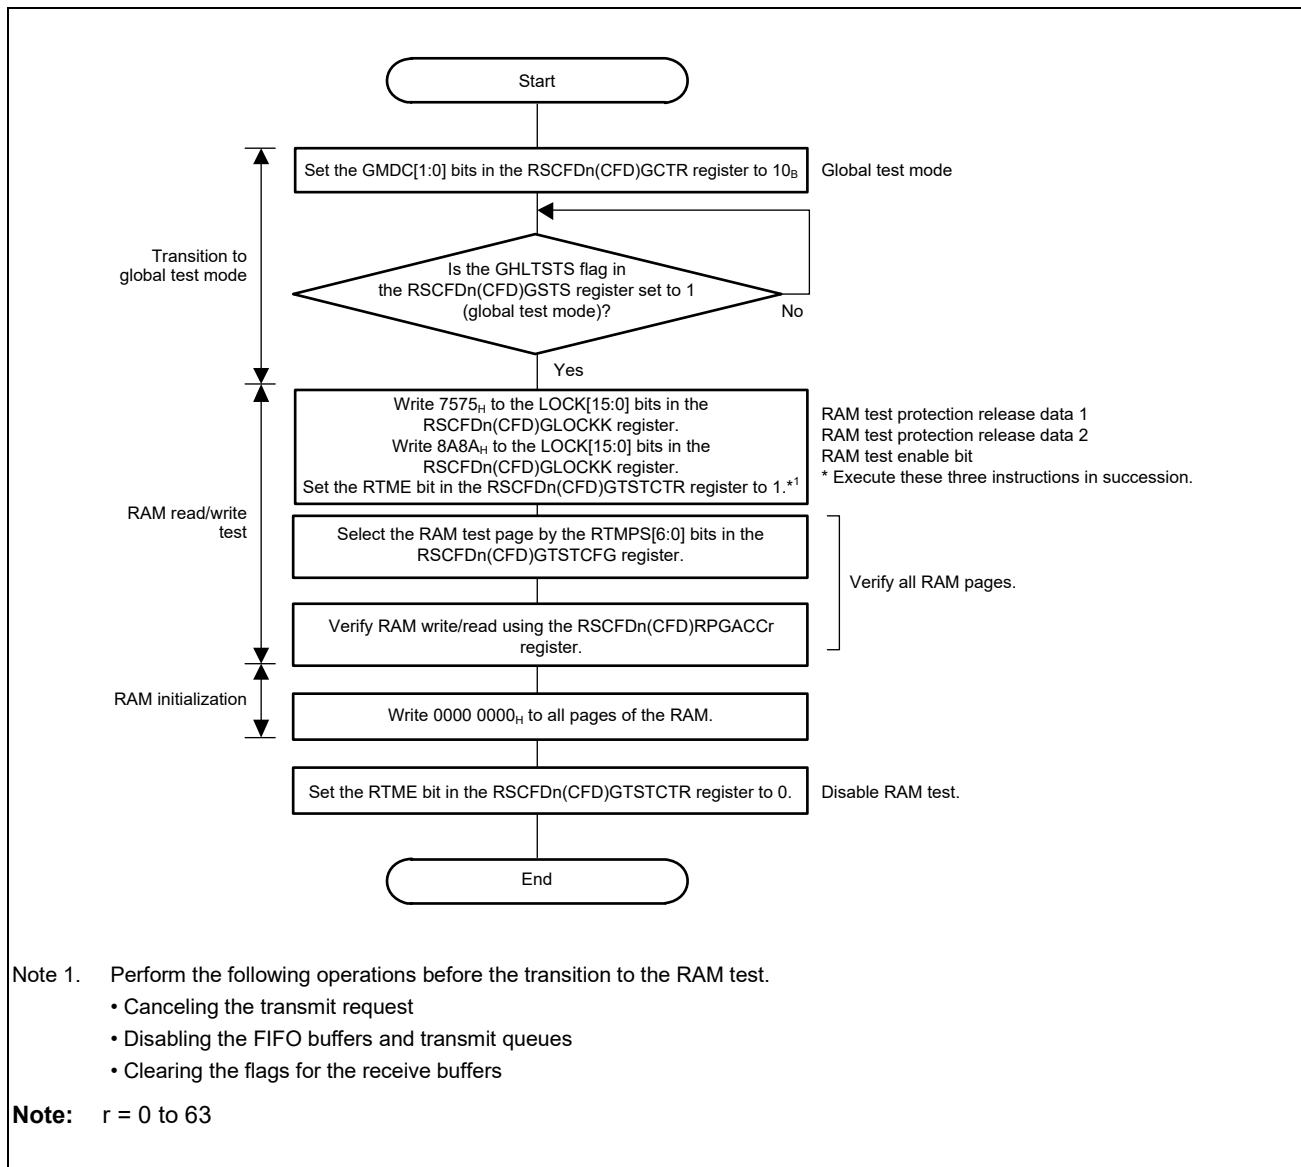 Start
Set the GMDC[1:0] bits in the RSCFDn(CFD)GCTR register to 10B
Global test mode
Transition to
global test mode
Is the GHLTSTS flag in
the RSCFDn(CFD)GSTS register set to 1
(global test mode)?
No
Yes
RAM read/write
test
Write 7575H to the LOCK[15:0] bits in the
RSCFDn(CFD)GLOCKK register.
Write 8A8AH to the LOCK[15:0] bits in the
RSCFDn(CFD)GLOCKK register.
Set the RTME bit in the RSCFDn(CFD)GTSTCTR register to 1.*1
RAM test protection release data 1
RAM test protection release data 2
RAM test enable bit
* Execute these three instructions in succession.
Select the RAM test page by the RTMPS[6:0] bits in the
RSCFDn(CFD)GTSTCFG register.
Verify all RAM pages.
Verify RAM write/read using the RSCFDn(CFD)RPGACCr
register.
RAM initialization
Write 0000 0000H to all pages of the RAM.
Set the RTME bit in the RSCFDn(CFD)GTSTCTR register to 0.
Disable RAM test.
End
Note 1. Perform the following operations before the transition to the RAM test.
• Canceling the transmit request
• Disabling the FIFO buffers and transmit queues
• Clearing the flags for the receive buffers
Note: r = 0 to 63